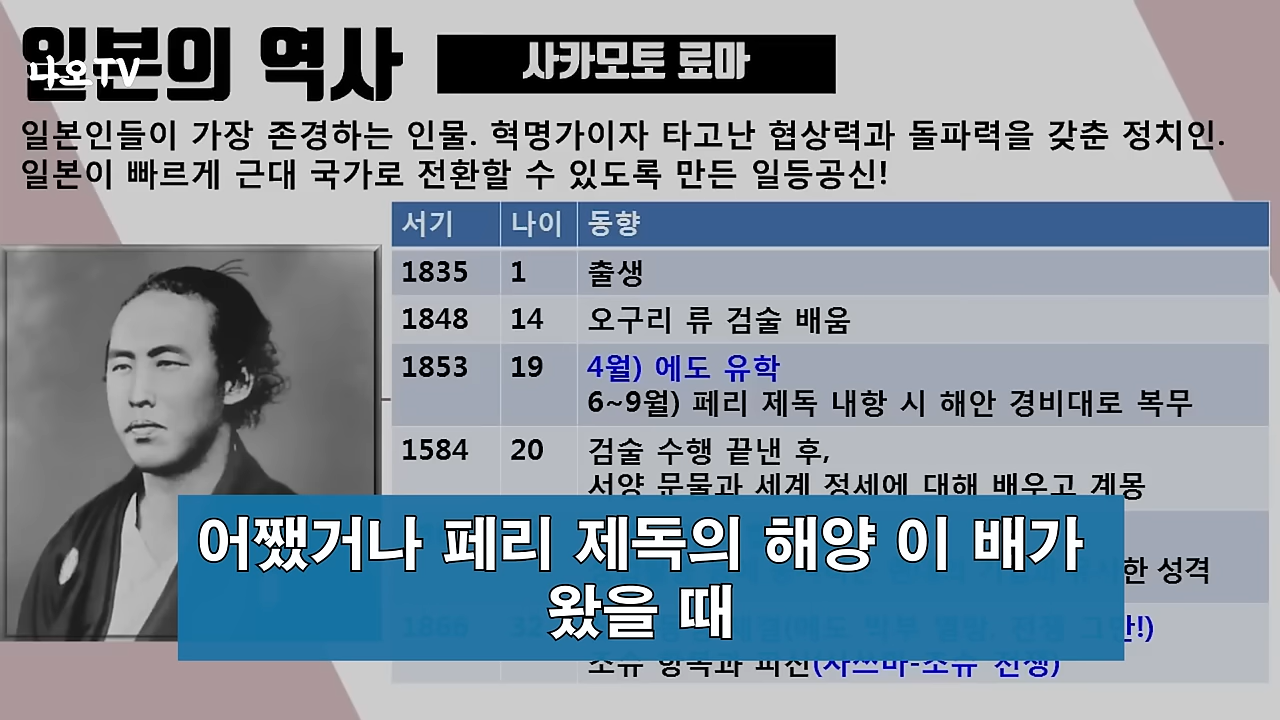 일본의 역사
나오TV
사카모토 료마
일본인들이 가장 존경하는 인물. 혁명가이자 타고난 협상력과 돌파력을 갖춘 정치인.
일본이 빠르게 근대 국가로 전환할 수 있도록 만든 일등공신!
서기 나이 동향
1835 1 출생
1848 14 오구리 류 검술 배움
1853 19 4월) 에도 유학
6~9월) 페리 제독 내항 시 해안 경비대로 복무
1584 20 검술 수행 끝낸 후,
서양 문물과 세계 정세에 대해 배우고 계몽
한 성격
1866 32
조슈 항복과 피신(사쓰마-조슈 전쟁)
어쨌거나 페리 제독의 해양 이 배가
왔을 때